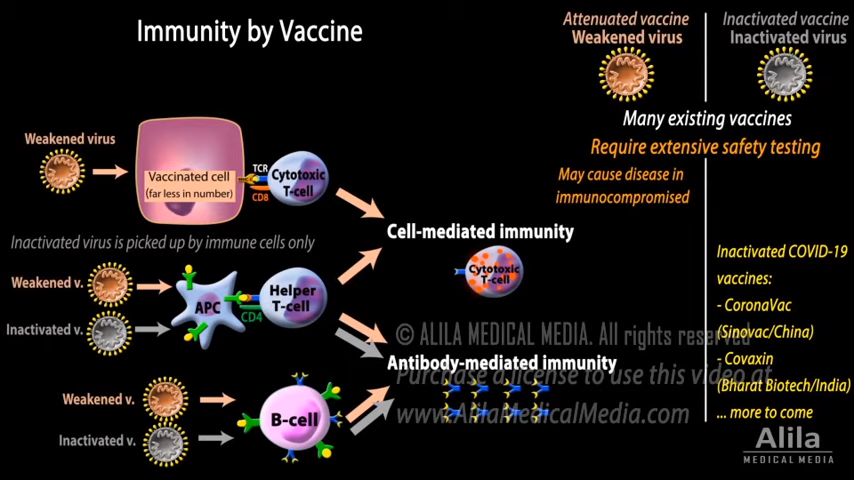 Immunity by Vaccine
Attenuated vaccine
Weakened virus
Inactivated vaccine
Inactivated virus
Many existing vaccines
Require extensive safety testing
May cause disease in
immunocompromised
Weakened virus
Vaccinated cell
(far less in number)
TCR
CD8
Cytotoxic
T-cell
Cell-mediated immunity
Cytotoxic
T-cell
Inactivated virus is picked up by immune cells only
Weakened v.
Inactivated v.
APC
CD4
Helper
T-cell
Antibody-mediated immunity
Weakened v.
Inactivated v.
B-cell
Inactivated COVID-19
vaccines:
- CoronaVac
(Sinovac/China)
- Covaxin
(Bharat Biotech/India)
... more to come
© ALILA MEDICAL MEDIA. All rights reserved
Purchase a license to use this video at
www.AlilaMedicalMedia.com
Alila
MEDICAL MEDIA